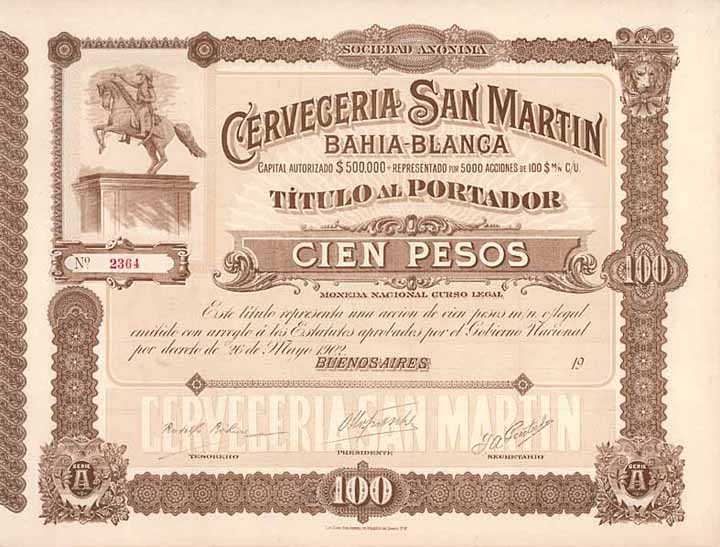 SOCIEDAD ANONIMA
CERVECERIA SAN MARTIN
BAHIA-BLANCA
CAPITAL AUTORIZADO $500,000 - REPRESENTADO POR 5000 ACCIONES DE 100 $ M/N C/U
TÍTULO AL PORTADOR
Nº 2364
CIEN PESOS
100
MONEDA NACIONAL CURSO LEGAL
Este título representa una accion de cien pesos m/n c/legal
emitido con arreglo á los Estatutos aprobados por el Gobierno Nacional
por decreto de 26 de Mayo 1902
BUENOS-AIRES 19
CERVECERIA SAN MARTIN
TESORERO
PRESIDENTE
SECRETARIO
SERIE
A
100
SERIE
A